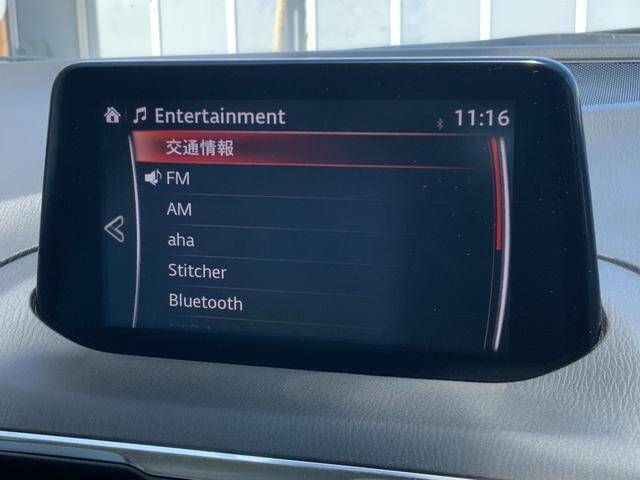 Entertainment 11:16
交通情報
FM
AM
aha
Stitcher
Bluetooth